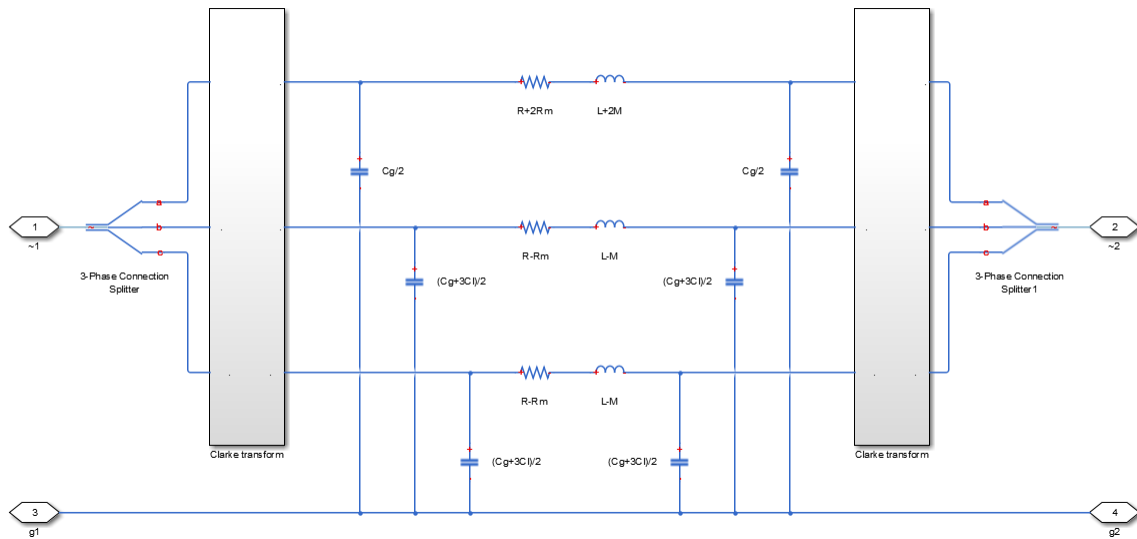 R+2Rm
L+2M
Cg/2
Cg/2
a
a
1
~
b
b
~
2
~1
~2
R-Rm
L-M
c
c
3-Phase Connection
Splitter
(Cg+3Cl)/2
(Cg+3Cl)/2
3-Phase Connection
Splitter1
R-Rm
L-M
Clarke transform
(Cg+3Cl)/2
(Cg+3Cl)/2
Clarke transform
3
4
g1
g2